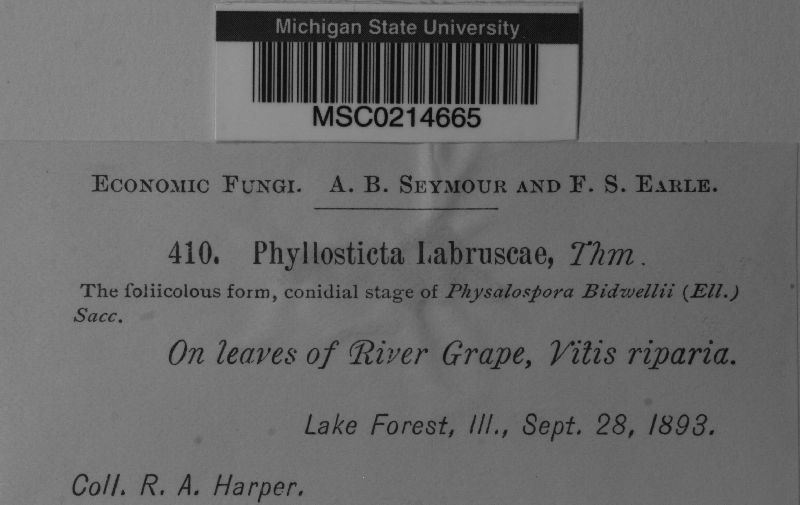 Michigan State University
MSC0214665
Economic Fungi. A. B. Seymour and F. S. Earle.
410. Phyllosticta Labruscae, Thm.
The foliicolous form, conidial stage of Physalospora Bidwellii (Ell.)
Sacc.
On leaves of River Grape, Vitis riparia.
Lake Forest, Ill., Sept. 28, 1893.
Coll. R. A. Harper.